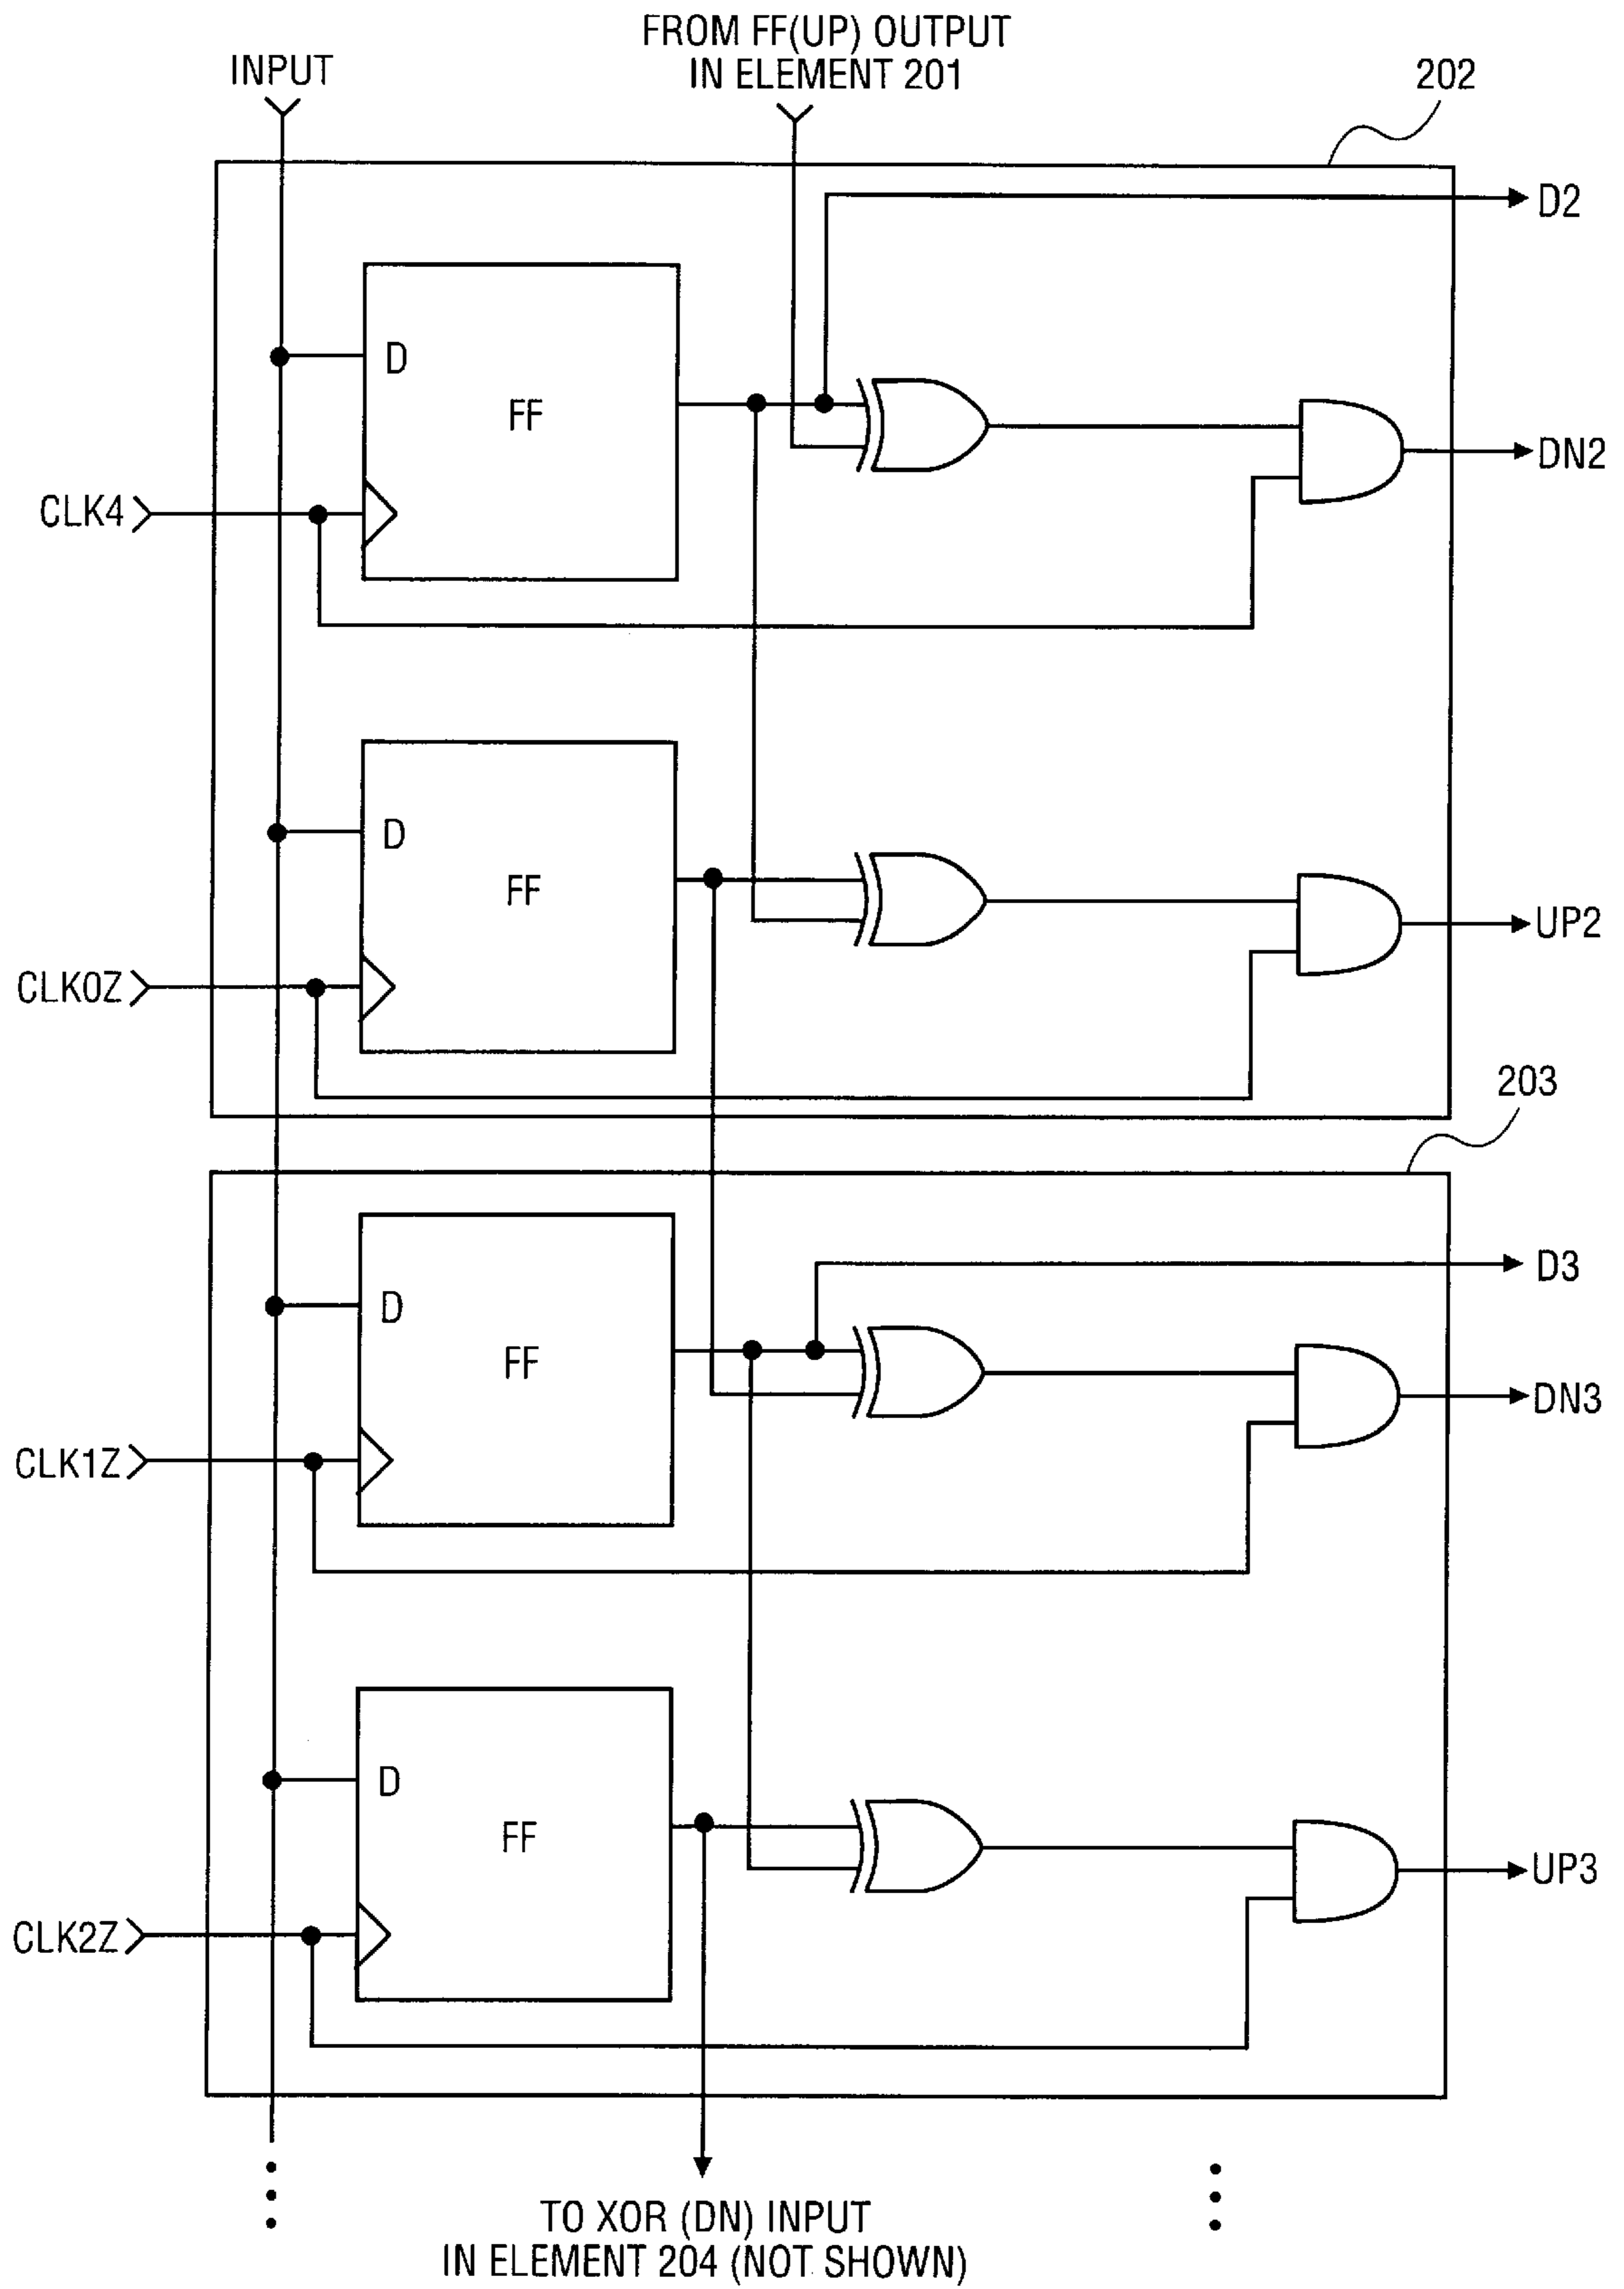 FROM FF(UP) OUTPUT
IN ELEMENT 201
INPUT
202
D2
D
FF
DN2
CLK4
D
FF
UP2
CLK0Z
203
D3
D
FF
DN3
CLK1Z
D
FF
UP3
CLK2Z
TO XOR (DN) INPUT
IN ELEMENT 204 (NOT SHOWN)